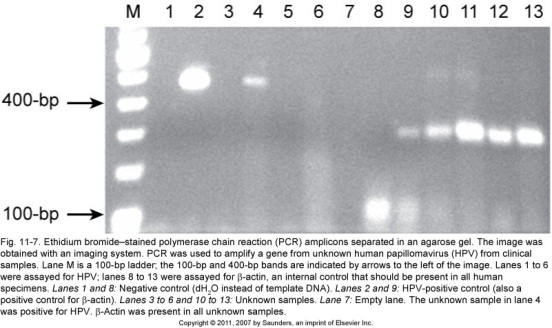 M 1 2 3 4 5 6 7 8 9 10 11 12 13
400-bp
100-bp
Fig. 11-7. Ethidium bromide–stained polymerase chain reaction (PCR) amplicons separated in an agarose gel. The image was
obtained with an imaging system. PCR was used to amplify a gene from unknown human papillomavirus (HPV) from clinical
samples. Lane M is a 100-bp ladder; the 100-bp and 400-bp bands are indicated by arrows to the left of the image. Lanes 1 to 6
were assayed for HPV; lanes 8 to 13 were assayed for β-actin, an internal control that should be present in all human
specimens. Lanes 1 and 8: Negative control (dH2O instead of template DNA). Lanes 2 and 9: HPV-positive control (also a
positive control for β-actin). Lanes 3 to 6 and 10 to 13: Unknown samples. Lane 7: Empty lane. The unknown sample in lane 4
was positive for HPV. β-Actin was present in all unknown samples.
Copyright © 2011, 2007 by Saunders, an imprint of Elsevier Inc.